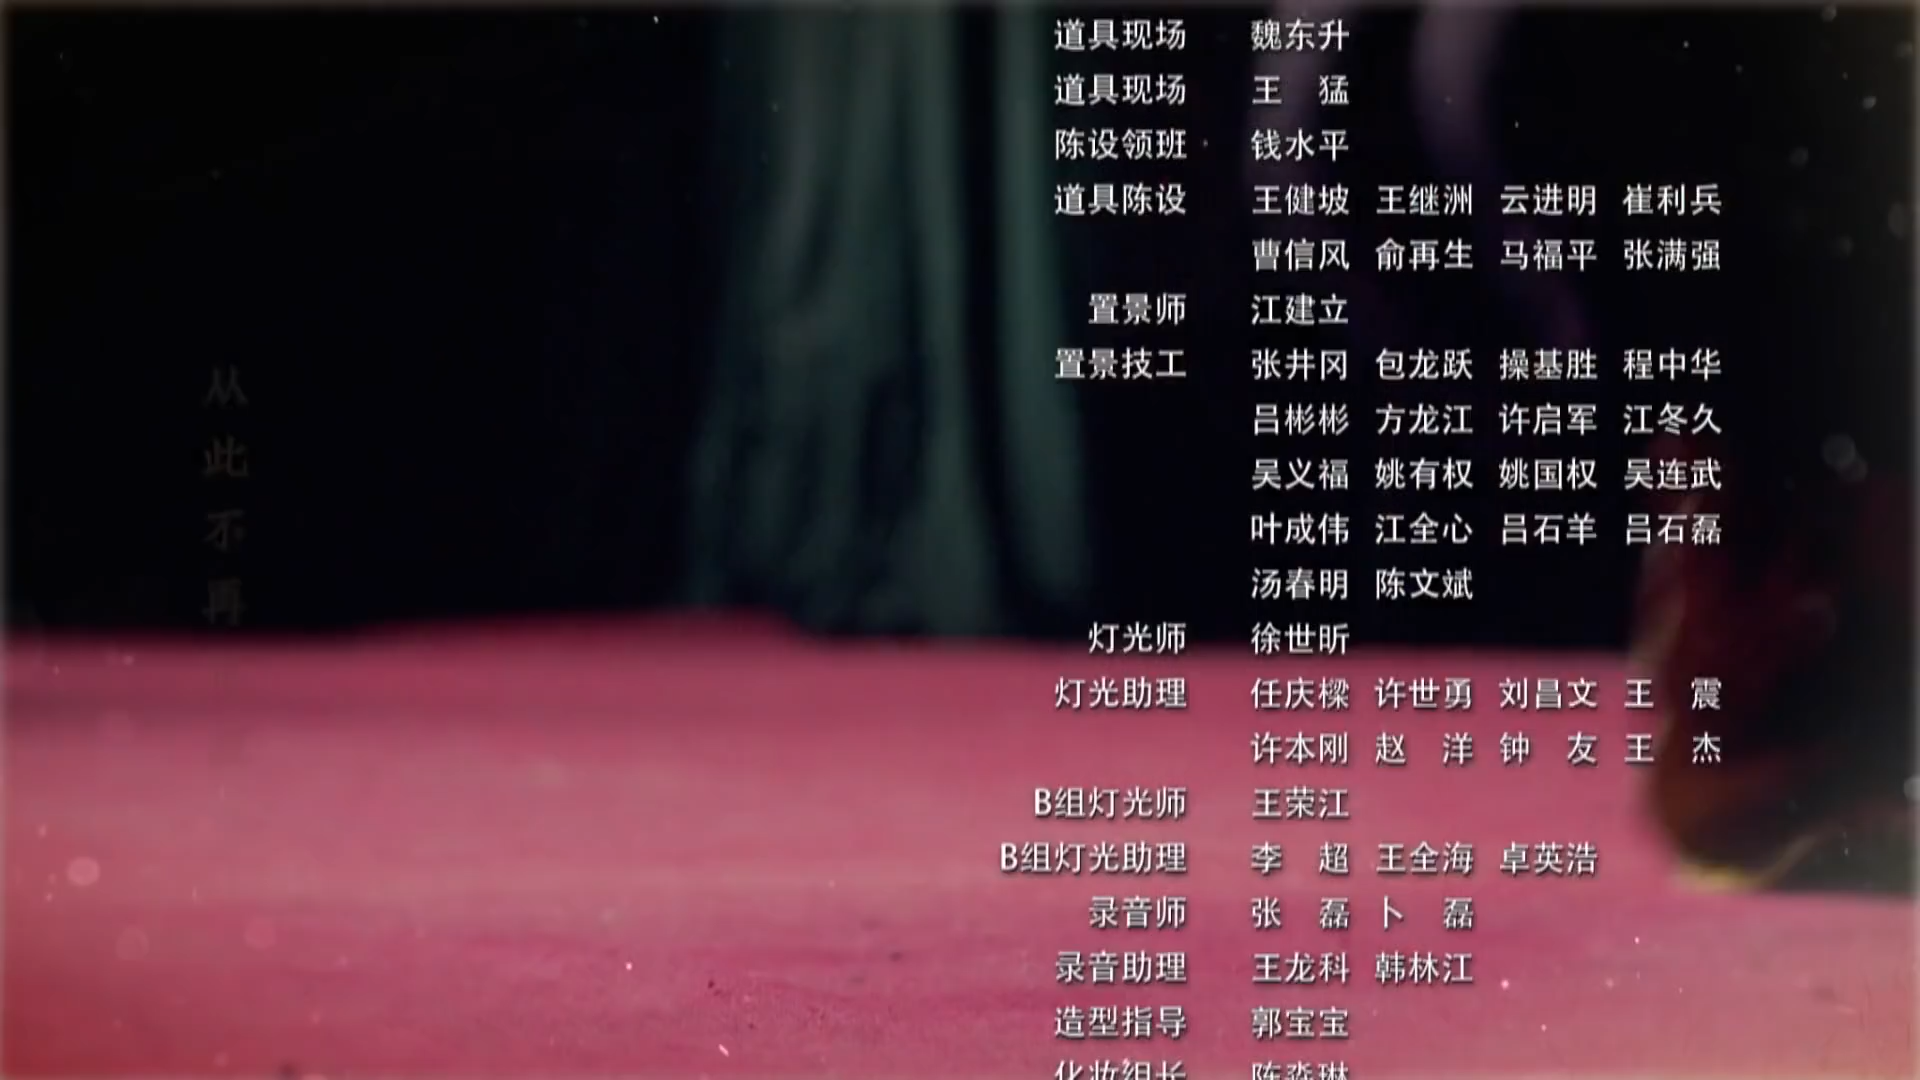 道具现场 魏东升
道具现场 王 猛
陈设领班 钱水平
道具陈设 王健坡 王继洲 云进明 崔利兵
曹信风 俞再生 马福平 张满强
置景师 江建立
置景技工 张井冈 包龙跃 操基胜 程中华
吕彬彬 方龙江 许启军 江冬久
吴义福 姚有权 姚国权 吴连武
叶成伟 江全心 吕石羊 吕石磊
汤春明 陈文斌
灯光师 徐世昕
灯光助理 任庆樑 许世勇 刘昌文 王 震
许本刚 赵 洋 钟 友 王 杰
B组灯光师 王荣江
B组灯光助理 李 超 王全海 卓英浩
录音师 张 磊 卜 磊
录音助理 王龙科 韩林江
造型指导 郭宝宝
化妆组长 陈淼琳
从此不再